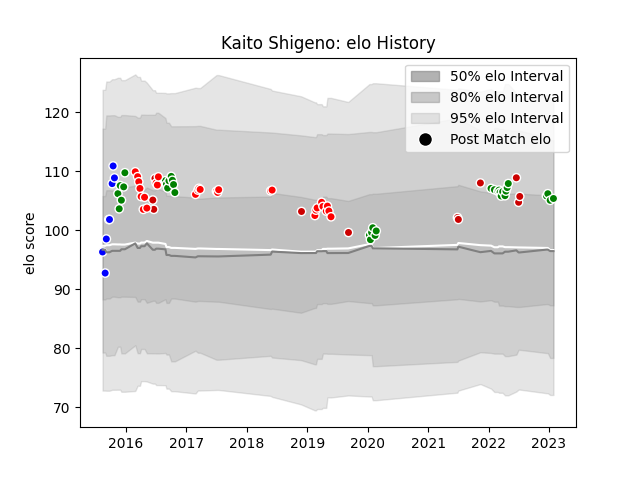 Kaito Shigeno: elo History
50% elo Interval
80% elo Interval
95% elo Interval
Post Match elo
elo score
120
110
100
90
80
70
2016 2017 2018 2019 2020 2021 2022 2023